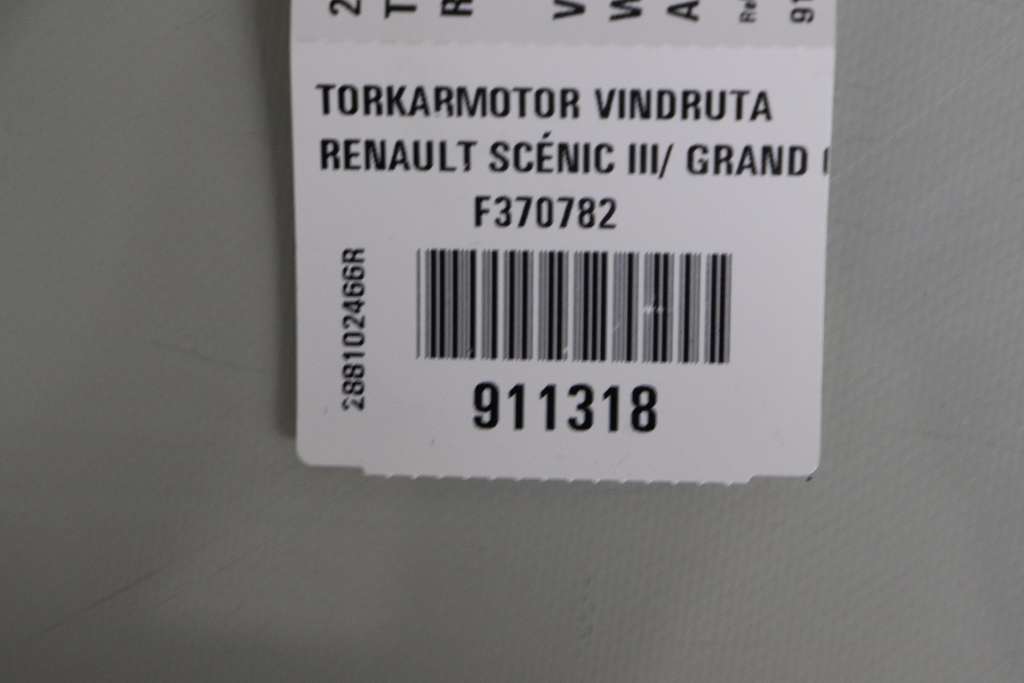 TORKARMOTOR VINDRUTA
RENAULT SCÉNIC III/ GRAND
F370782
288102466R
911318